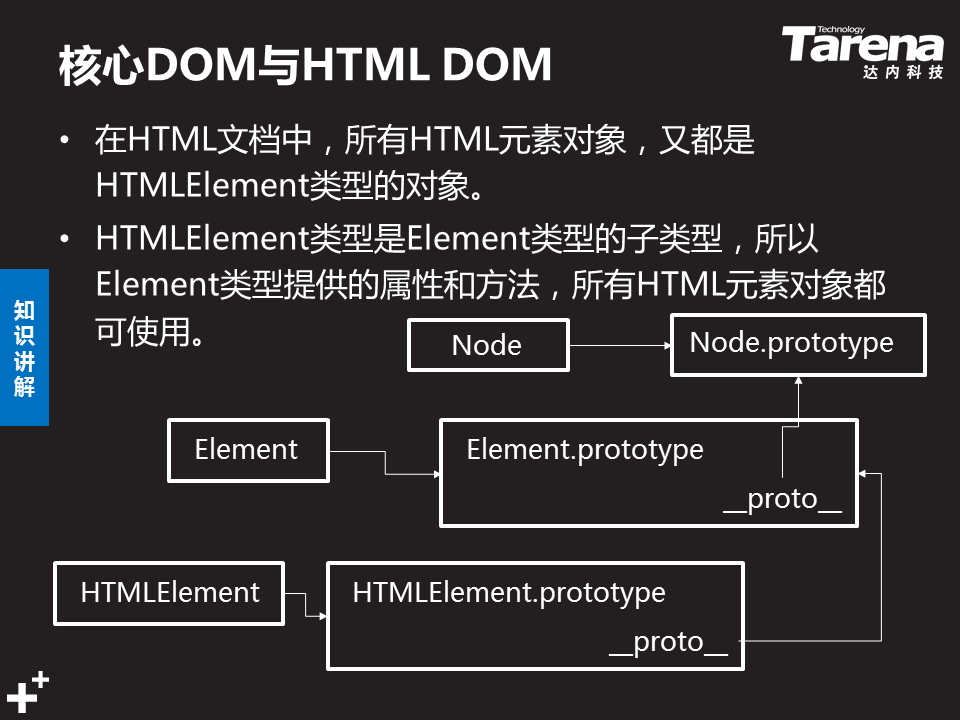 核心DOM与HTML DOM
Technology
Tarena
达内科技
• 在HTML文档中，所有HTML元素对象，又都是
HTMLElement类型的对象。
• HTMLElement类型是Element类型的子类型，所以
Element类型提供的属性和方法，所有HTML元素对象都
可使用。
知识讲解
Node
Node.prototype
Element
Element.prototype
__proto__
HTMLElement
HTMLElement.prototype
__proto__